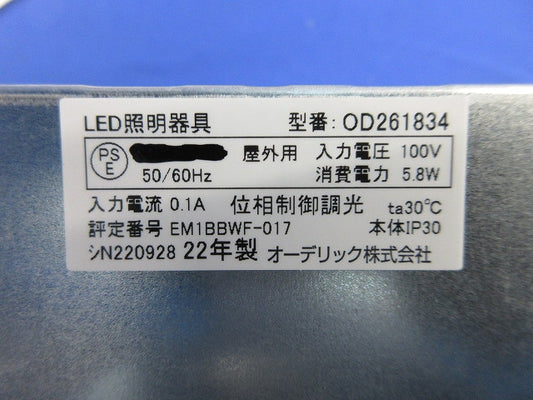 LED照明器具 型番: OD261834
PS E 屋外用 入力電圧 100V
50/60Hz 消費電力 5.8W
入力電流 0.1A 位相制御調光 ta30℃
評定番号 EM1BBWF-017 本体IP30
シN220928 22年製 オーデリック株式会社